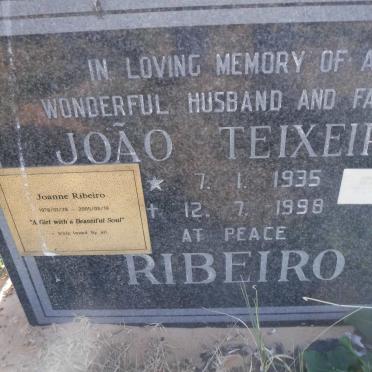 IN LOVING MEMORY OF A
WONDERFUL HUSBAND AND FA
JOÃO TEIXEIR
7. 1. 1935
12. 7. 1998
AT PEACE
RIBEIRO
Joanne Ribeiro
"A Girl with a Beautiful Soul"